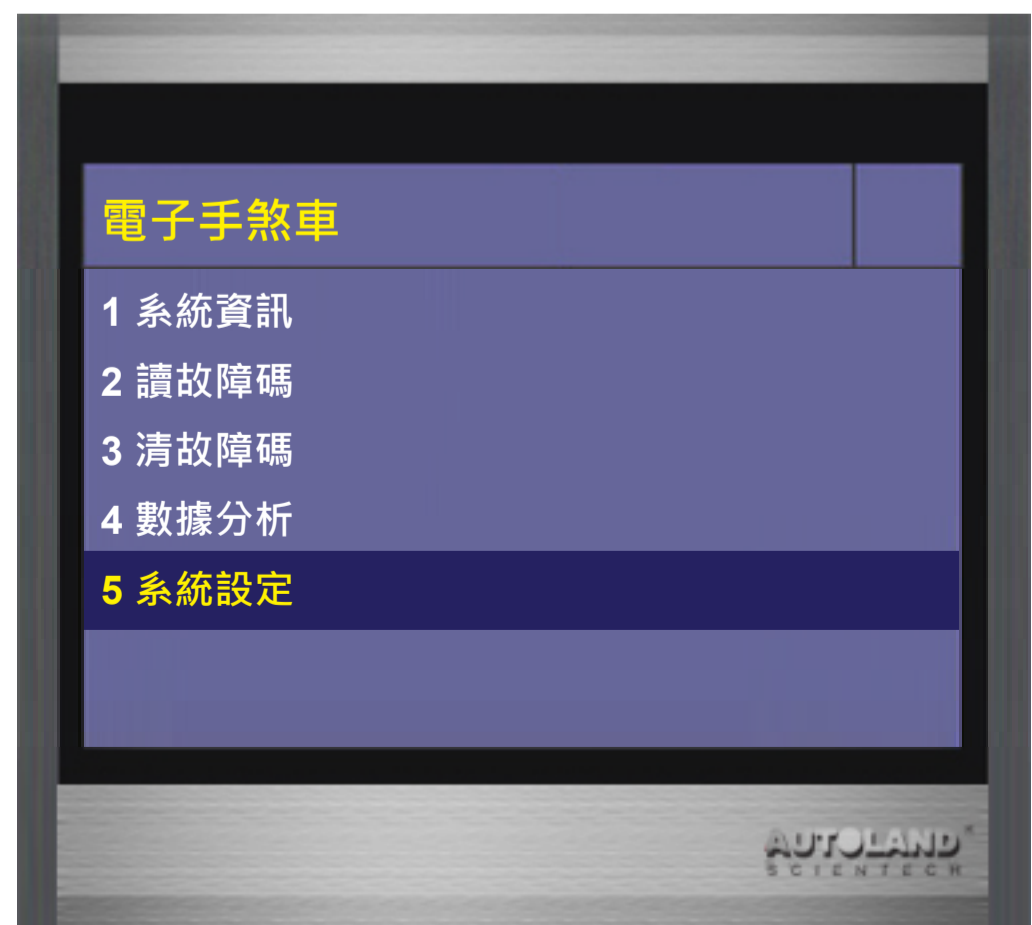 電子手煞車
1 系統資訊
2 讀故障碼
3 清故障碼
4 數據分析
5 系統設定
AUTOLAND
SCIENTECH